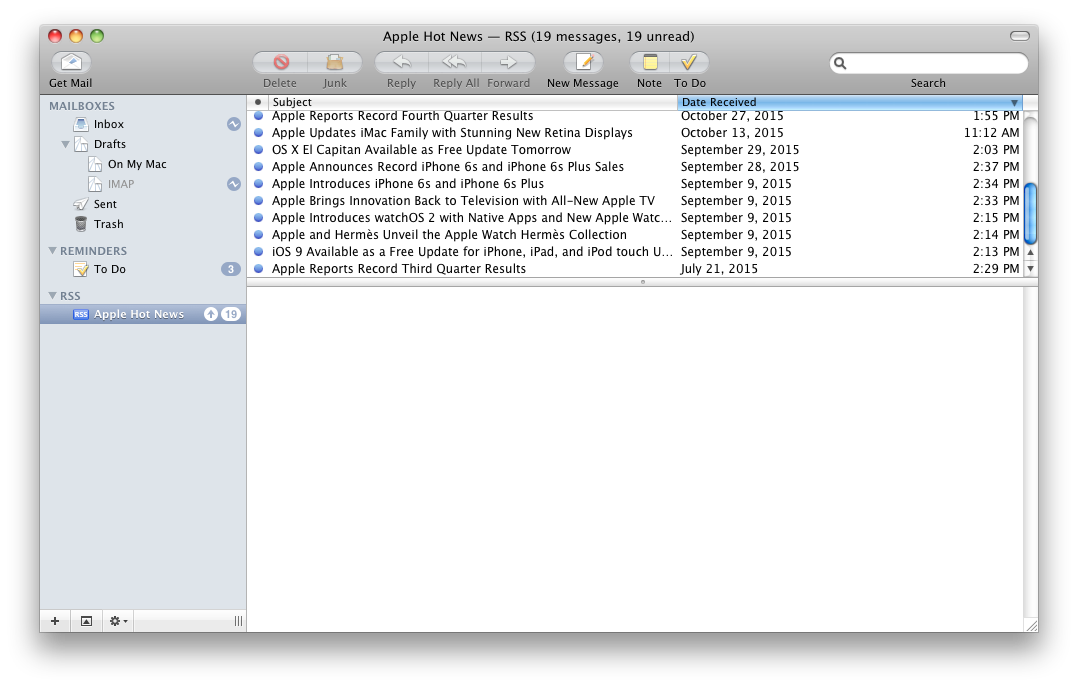 Apple Hot News — RSS (19 messages, 19 unread)
Get Mail Delete Junk Reply Reply All Forward New Message Note To Do Search
MAILBOXES
Inbox
Drafts
On My Mac
IMAP
Sent
Trash
REMINDERS
To Do 3
RSS
RSS Apple Hot News 19
Subject Date Received
Apple Reports Record Fourth Quarter Results October 27, 2015 1:55 PM
Apple Updates iMac Family with Stunning New Retina Displays October 13, 2015 11:12 AM
OS X El Capitan Available as Free Update Tomorrow September 29, 2015 2:03 PM
Apple Announces Record iPhone 6s and iPhone 6s Plus Sales September 28, 2015 2:37 PM
Apple Introduces iPhone 6s and iPhone 6s Plus September 9, 2015 2:34 PM
Apple Brings Innovation Back to Television with All-New Apple TV September 9, 2015 2:33 PM
Apple Introduces watchOS 2 with Native Apps and New Apple Watc... September 9, 2015 2:15 PM
Apple and Hermès Unveil the Apple Watch Hermès Collection September 9, 2015 2:14 PM
iOS 9 Available as a Free Update for iPhone, iPad, and iPod touch U... September 9, 2015 2:13 PM
Apple Reports Record Third Quarter Results July 21, 2015 2:29 PM